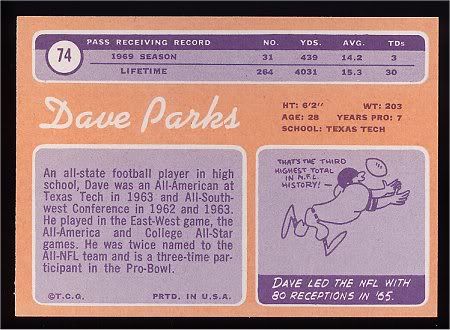 74
PASS RECEIVING RECORD NO. YDS. AVG. TDs
1969 SEASON 31 439 14.2 3
LIFETIME 264 4031 15.3 30
Dave Parks
HT: 6'2" WT: 203
AGE: 28 YEARS PRO: 7
SCHOOL: TEXAS TECH
An all-state football player in high
school, Dave was an All-American at
Texas Tech in 1963 and All-South-
west Conference in 1962 and 1963.
He played in the East-West game, the
All-America and College All-Star
games. He was twice named to the
All-NFL team and is a three-time par-
ticipant in the Pro-Bowl.
©T.C.G. PRTD. IN U.S.A.
THAT'S THE THIRD
HIGHEST TOTAL
IN N.F.L.
HISTORY!
DAVE LED THE NFL WITH
80 RECEPTIONS IN '65.